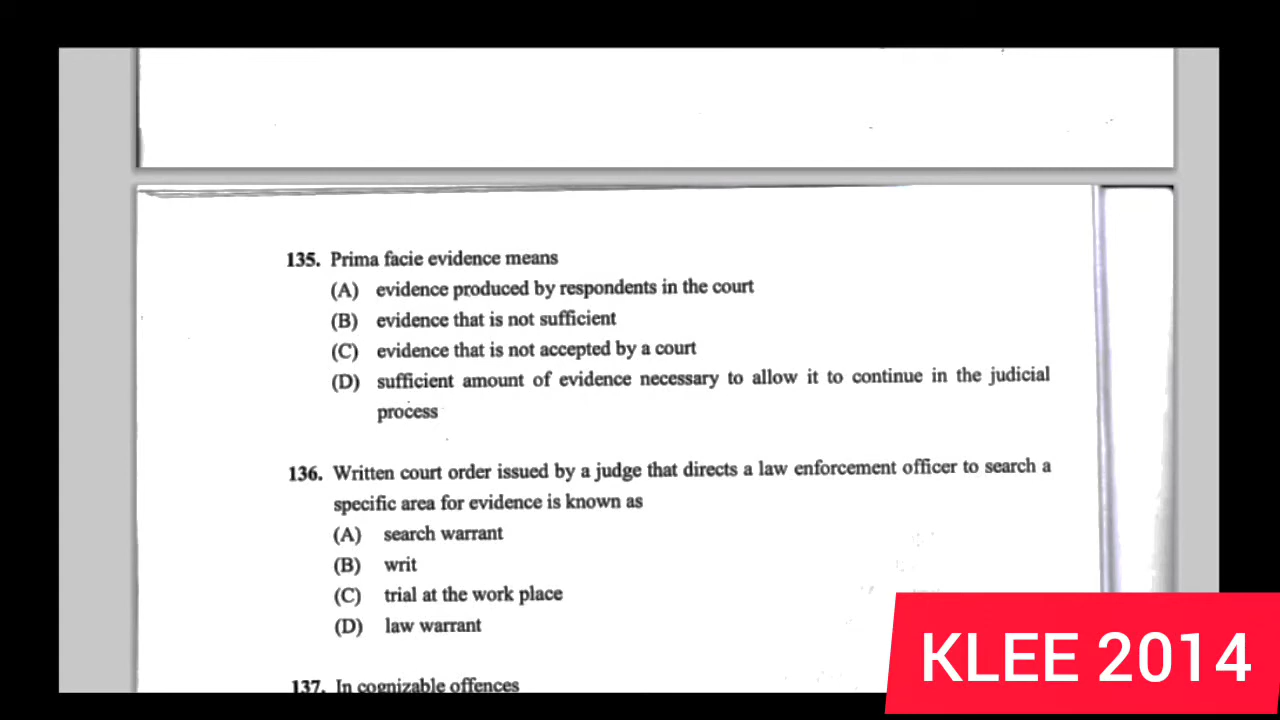 135. Prima facie evidence means
(A) evidence produced by respondents in the court
(B) evidence that is not sufficient
(C) evidence that is not accepted by a court
(D) sufficient amount of evidence necessary to allow it to continue in the judicial
process
136. Written court order issued by a judge that directs a law enforcement officer to search a
specific area for evidence is known as
(A) search warrant
(B) writ
(C) trial at the work place
(D) law warrant
137. In cognizable offences
KLEE 2014